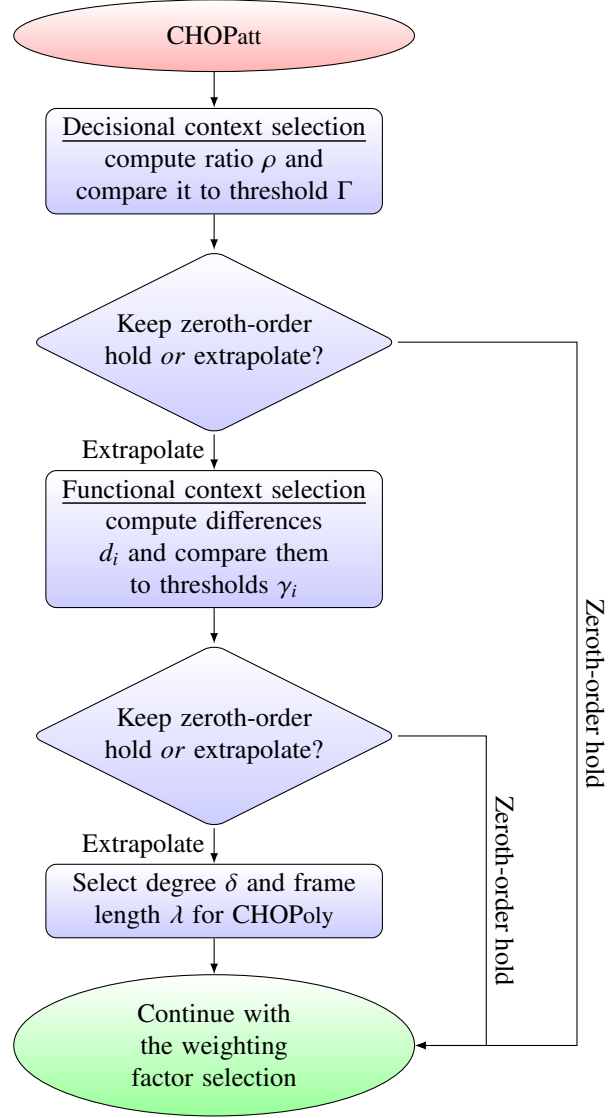 CHOPatt
Decisional context selection
compute ratio ρ and
compare it to threshold Γ
Keep zeroth-order
hold or extrapolate?
Extrapolate
Functional context selection
compute differences
d_i and compare them
to thresholds γ_i
Zeroth-order hold
Keep zeroth-order
hold or extrapolate?
Zeroth-order hold
Extrapolate
Select degree δ and frame
length λ for CHOPoly
Continue with
the weighting
factor selection